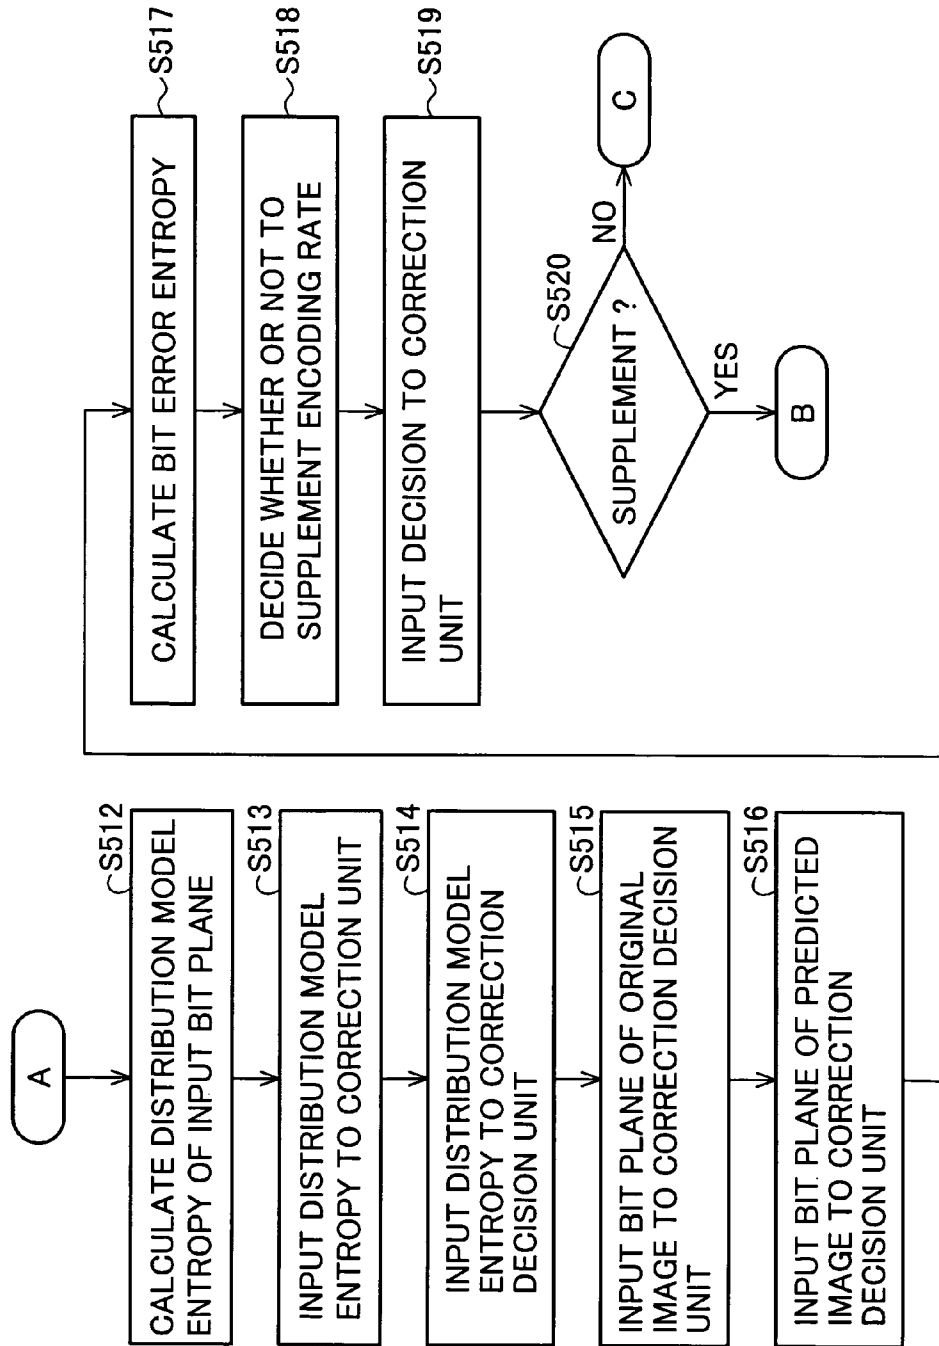 A
CALCULATE DISTRIBUTION MODEL
ENTROPY OF INPUT BIT PLANE
S512
INPUT DISTRIBUTION MODEL
ENTROPY TO CORRECTION UNIT
S513
INPUT DISTRIBUTION MODEL
ENTROPY TO CORRECTION
DECISION UNIT
S514
INPUT BIT PLANE OF ORIGINAL
IMAGE TO CORRECTION DECISION
UNIT
S515
INPUT BIT PLANE OF PREDICTED
IMAGE TO CORRECTION
DECISION UNIT
S516
CALCULATE BIT ERROR ENTROPY
S517
DECIDE WHETHER OR NOT TO
SUPPLEMENT ENCODING RATE
S518
INPUT DECISION TO CORRECTION
UNIT
S519
SUPPLEMENT ?
S520
NO
C
YES
B